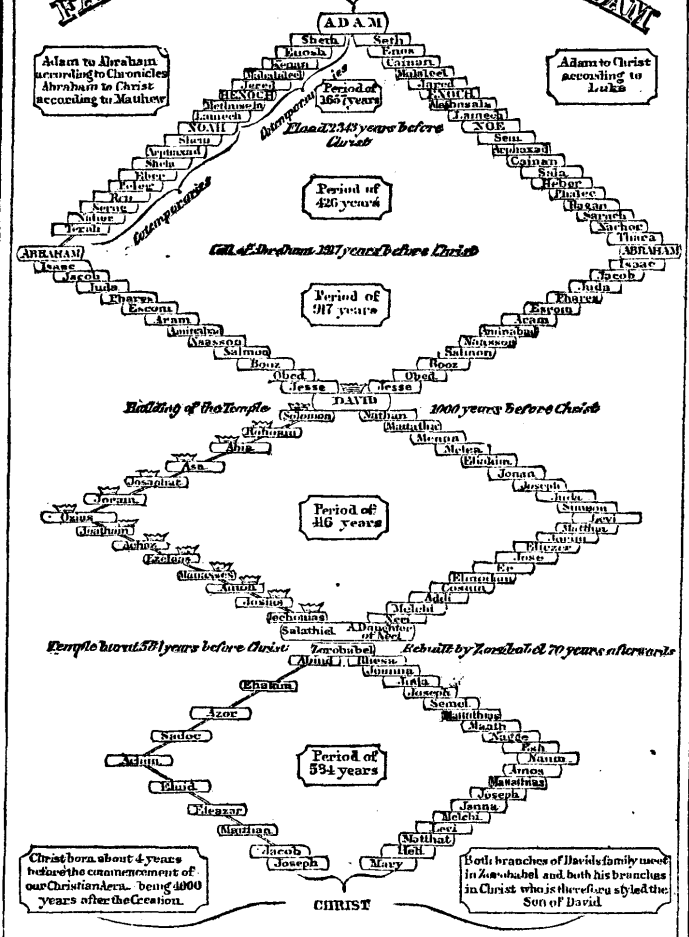 ADAM
Adam to Abraham
according to Chronicles
Abraham to Christ
according to Matthew
Adam to Christ
according to
Luke
Sheth
Enosh
Kenan
Mahalaleel
Jered
HENOCH
Methusela
Lamech
NOAH
Shem
Arphaxad
Shela
Eber
Peleg
Reu
Serug
Nahor
Terah
ABRAHAM
Seth
Enos
Cainan
Malaleel
Jared
ENOCH
Mathusala
Lamech
NOE
Sem
Arphaxad
Cainan
Sala
Heber
Phalec
Ragau
Saruch
Nachor
Thara
ABRAHAM
Cotemporaries
Cotemporaries
Period of
1657 years
Flood 2343 years before
Christ
Period of
426 years
Call of Abraham 1917 years before Christ
Period of
917 years
Isaac
Jacob
Juda
Phares
Esrom
Aram
Aminabad
Naasson
Salmon
Booz
Obed
Jesse
Isaac
Jacob
Juda
Phares
Esrom
Aram
Aminabad
Naasson
Salmon
Booz
Obed
Jesse
DAVID
Building of the Temple
1000 years before Christ
Solomon
Roboam
Abia
Asa
Josaphat
Joram
Ozias
Joatham
Achaz
Ezekias
Manasses
Amon
Josias
Jechonias
Salathiel
Nathan
Mattatha
Menan
Melea
Eliakim
Jonan
Joseph
Juda
Simeon
Levi
Matthat
Jorim
Eliezer
Jose
Er
Elmodam
Cosam
Addi
Melchi
Neri
A Daughter
of Neri
Period of
416 years
Zorobabel
Temple burnt 584 years before Christ
Rebuilt by Zorobabel 70 years afterwards
Abiud
Eliakim
Azor
Sadoc
Achim
Eliud
Eleazar
Matthan
Jacob
Joseph
Rhesa
Joanna
Juda
Joseph
Semei
Mattathias
Maath
Nagge
Esli
Naum
Amos
Mattathias
Joseph
Janna
Melchi
Levi
Matthat
Heli
Mary
Period of
584 years
Christ born about 4 years
before the commencement of
our Christian Aera being 4000
years after the Creation.
CHRIST
Both branches of Davids family meet
in Zorobabel and both his branches
in Christ who is therefore styled the
Son of David